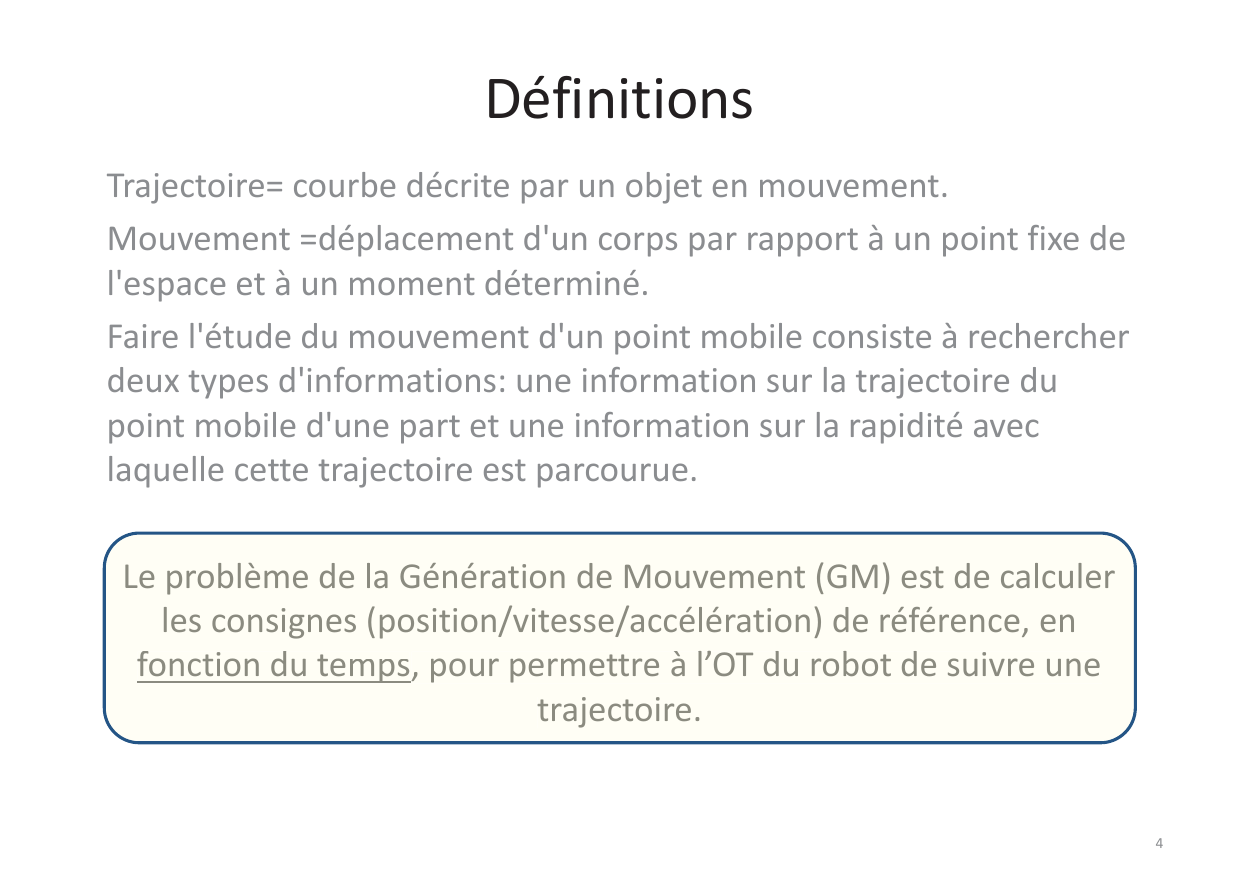 Définitions
Trajectoire= courbe décrite par un objet en mouvement.
Mouvement =déplacement d'un corps par rapport à un point fixe de
l'espace et à un moment déterminé.
Faire l'étude du mouvement d'un point mobile consiste à rechercher
deux types d'informations: une information sur la trajectoire du
point mobile d'une part et une information sur la rapidité avec
laquelle cette trajectoire est parcourue.
Le problème de la Génération de Mouvement (GM) est de calculer
les consignes (position/vitesse/accélération) de référence, en
fonction du temps, pour permettre à l’OT du robot de suivre une
trajectoire.
4